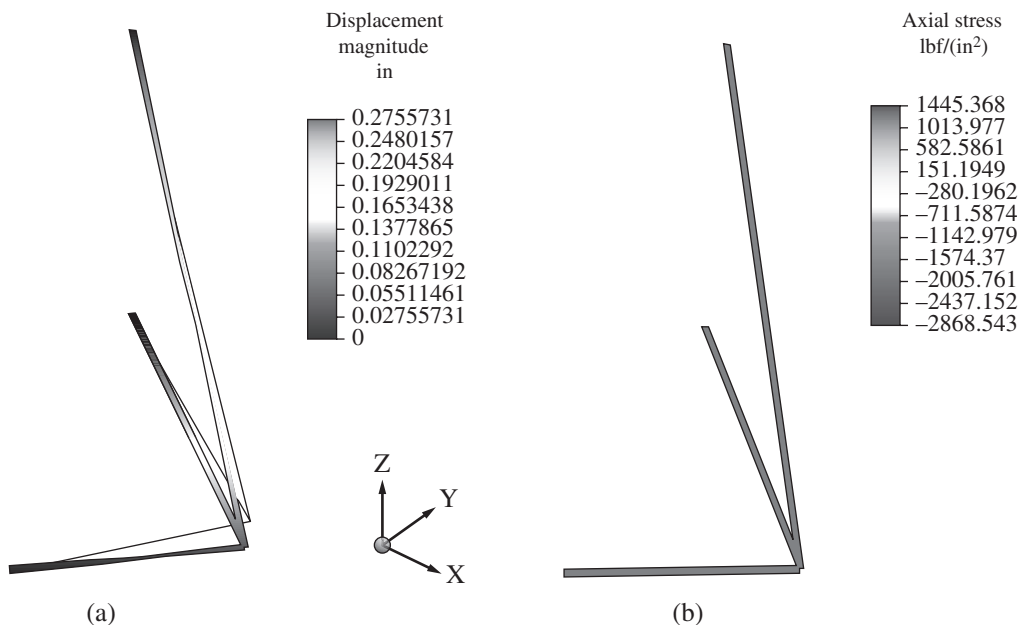 Displacement
magnitude
in
0.2755731
0.2480157
0.2204584
0.1929011
0.1653438
0.1377865
0.1102292
0.08267192
0.05511461
0.02755731
0
Z
Y
X
(a)
Axial stress
lbf/(in²)
1445.368
1013.977
582.5861
151.1949
–280.1962
–711.5874
–1142.979
–1574.37
–2005.761
–2437.152
–2868.543
(b)